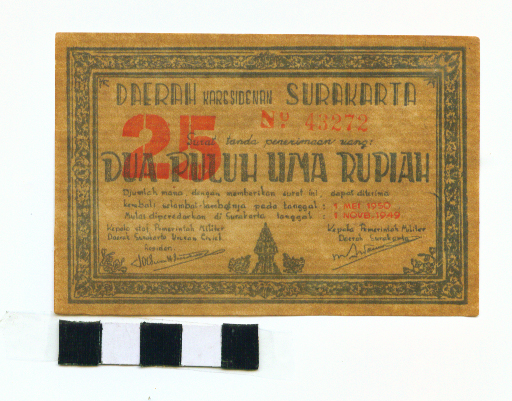 DAERAH KARESIDENAN SURAKARTA
25
No 43272
Surat tanda penerimaan uang:
DUA PULUH LIMA RUPIAH
Djumlah mana, dengan memberikan surat ini, dapat diterima
kembali selambat-lambatnja pada tanggal : 1 MEI 1950
Mulai diperedarkan di Surakarta tanggal : 1 NOVB. 1949
Kepala staf Pemerintah Militer
Daerah Surakarta Urusan
Residen
Kepala Pemerintah Militer
Daerah Surakarta